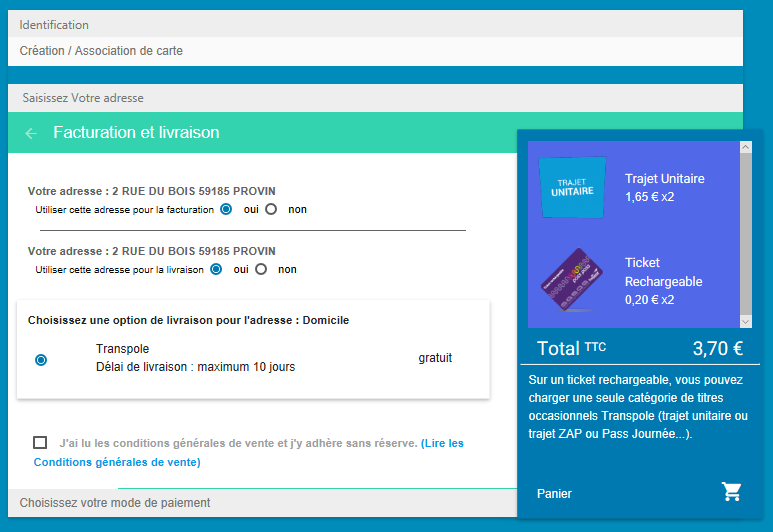 Identification
Création / Association de carte
Saisissez Votre adresse
Facturation et livraison
Votre adresse : 2 RUE DU BOIS 59185 PROVIN
Utiliser cette adresse pour la facturation oui non
Votre adresse : 2 RUE DU BOIS 59185 PROVIN
Utiliser cette adresse pour la livraison oui non
Choisissez une option de livraison pour l'adresse : Domicile
Transpole
Délai de livraison : maximum 10 jours
gratuit
J'ai lu les conditions générales de vente et j'y adhère sans réserve. (Lire les
Conditions générales de vente)
Choisissez votre mode de paiement
TRAJET
UNITAIRE
Trajet Unitaire
1,65 € x2
Ticket
Rechargeable
0,20 € x2
Total TTC 3,70 €
Sur un ticket rechargeable, vous pouvez
charger une seule catégorie de titres
occasionnels Transpole (trajet unitaire ou
trajet ZAP ou Pass Journée...).
Panier